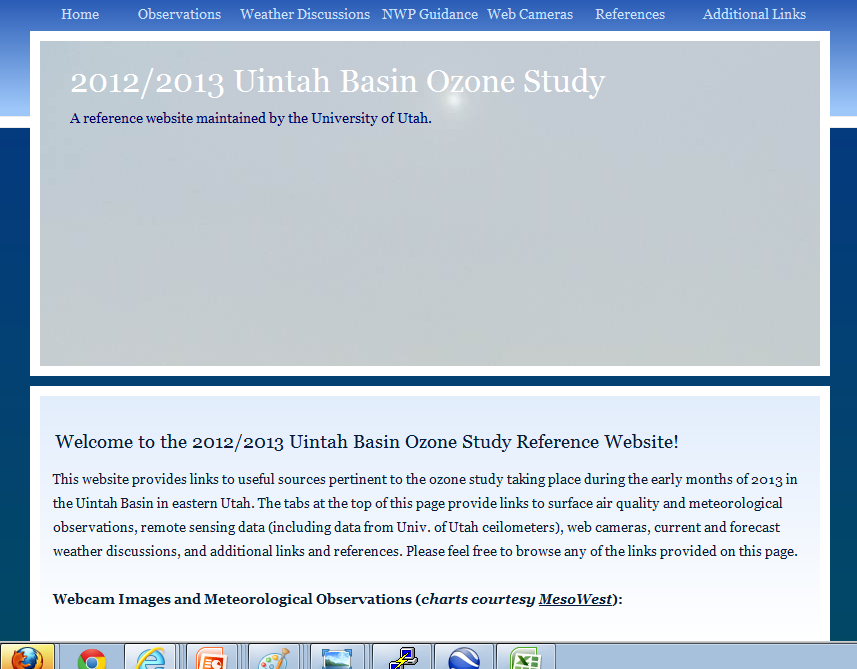 Home Observations Weather Discussions NWP Guidance Web Cameras References Additional Links
2012/2013 Uintah Basin Ozone Study
A reference website maintained by the University of Utah.
Welcome to the 2012/2013 Uintah Basin Ozone Study Reference Website!
This website provides links to useful sources pertinent to the ozone study taking place during the early months of 2013 in
the Uintah Basin in eastern Utah. The tabs at the top of this page provide links to surface air quality and meteorological
observations, remote sensing data (including data from Univ. of Utah ceilometers), web cameras, current and forecast
weather discussions, and additional links and references. Please feel free to browse any of the links provided on this page.
Webcam Images and Meteorological Observations (charts courtesy MesoWest):